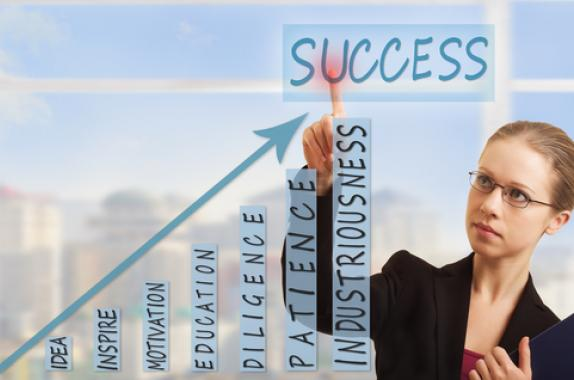 SUCCESS
IDEA
INSPIRE
MOTIVATION
EDUCATION
DILIGENCE
PATIENCE
INDUSTRIOUSNESS